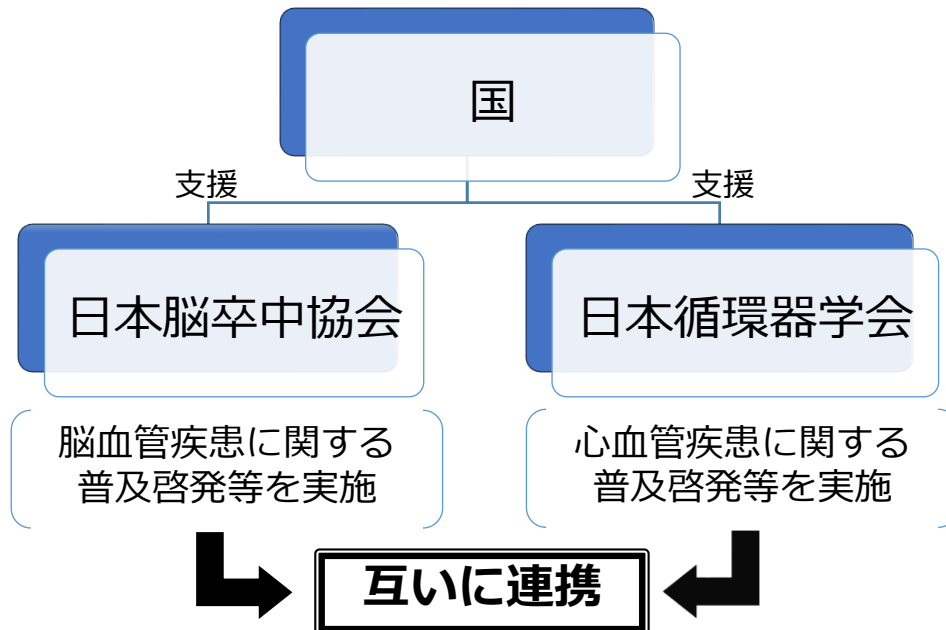 国
支援
支援
日本脳卒中協会
日本循環器学会
脳血管疾患に関する
普及啓発等を実施
心血管疾患に関する
普及啓発等を実施
互いに連携